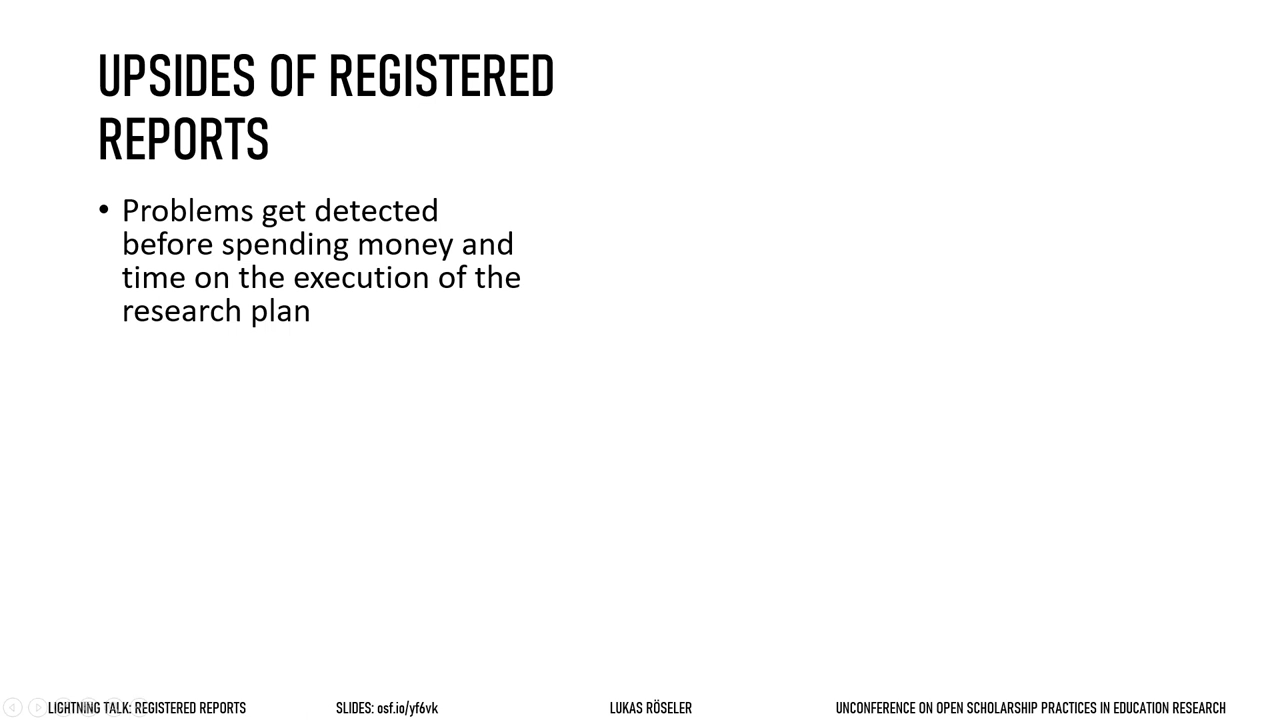 UPSIDES OF REGISTERED
REPORTS
• Problems get detected
before spending money and
time on the execution of the
research plan
LIGHTNING TALK: REGISTERED REPORTS
SLIDES: osf.io/yf6vk
LUKAS RÖSELER
UNCONFERENCE ON OPEN SCHOLARSHIP PRACTICES IN EDUCATION RESEARCH